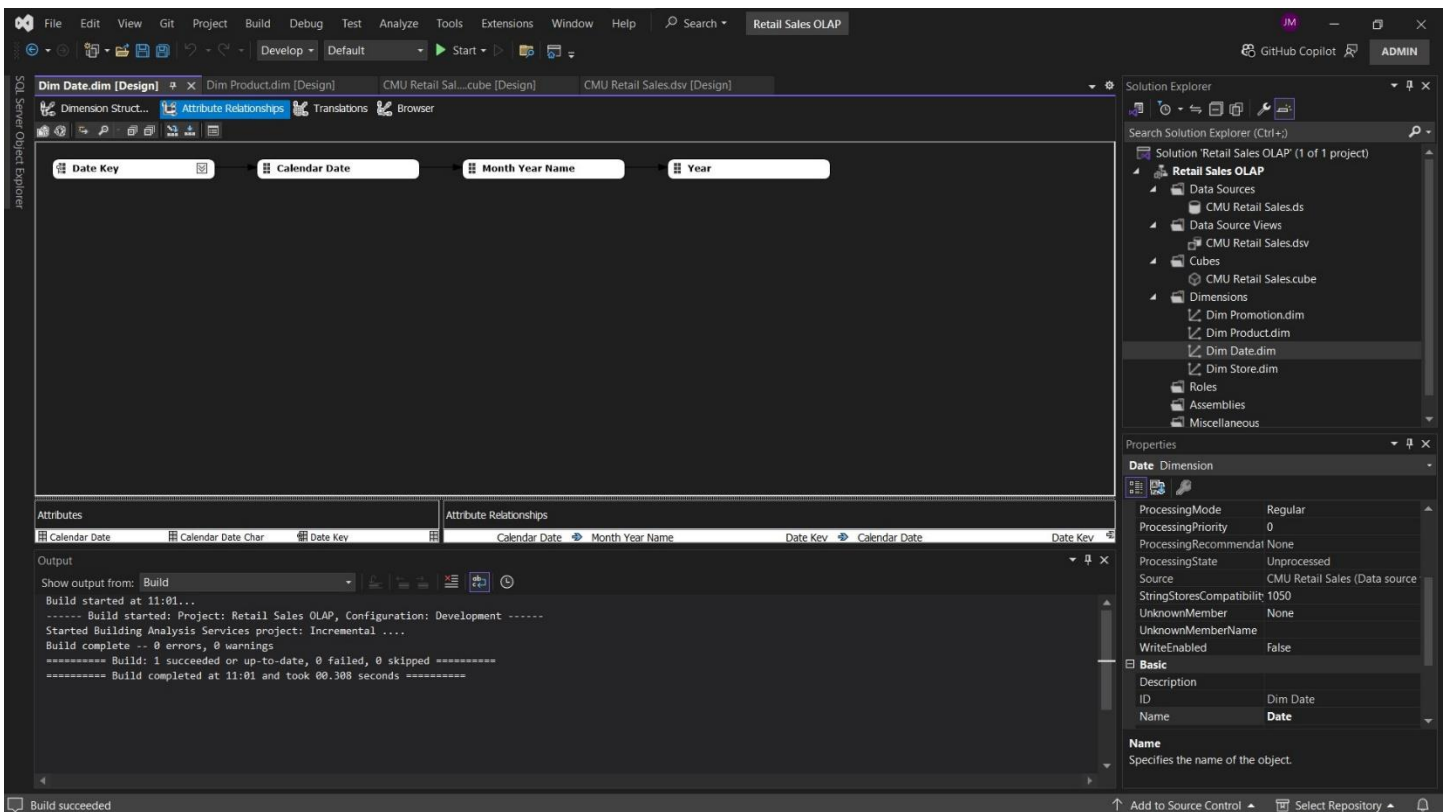 File Edit View Git Project Build Debug Test Analyze Tools Extensions Window Help Search Retail Sales OLAP JM
Develop Default Start GitHub Copilot ADMIN
SQL Server Object Explorer
Dim Date.dim [Design] Dim Product.dim [Design] CMU Retail Sal....cube [Design] CMU Retail Sales.dsv [Design]
Dimension Struct... Attribute Relationships Translations Browser
Date Key Calendar Date Month Year Name Year
Attributes
Calendar Date Calendar Date Char Date Key
Attribute Relationships
Calendar Date Month Year Name Date Key Calendar Date Date Key
Output
Show output from: Build
Build started at 11:01...
------ Build started: Project: Retail Sales OLAP, Configuration: Development ------
Started Building Analysis Services project: Incremental ....
Build complete -- 0 errors, 0 warnings
========== Build: 1 succeeded or up-to-date, 0 failed, 0 skipped ==========
========== Build completed at 11:01 and took 00.308 seconds ==========
Solution Explorer
Search Solution Explorer (Ctrl+;)
Solution 'Retail Sales OLAP' (1 of 1 project)
Retail Sales OLAP
Data Sources
CMU Retail Sales.ds
Data Source Views
CMU Retail Sales.dsv
Cubes
CMU Retail Sales.cube
Dimensions
Dim Promotion.dim
Dim Product.dim
Dim Date.dim
Dim Store.dim
Roles
Assemblies
Miscellaneous
Properties
Date Dimension
ProcessingMode Regular
ProcessingPriority 0
ProcessingRecommendat None
ProcessingState Unprocessed
Source CMU Retail Sales (Data source
StringStoresCompatibilit 1050
UnknownMember None
UnknownMemberName
WriteEnabled False
Basic
Description
ID Dim Date
Name Date
Name
Specifies the name of the object.
Build succeeded Add to Source Control Select Repository